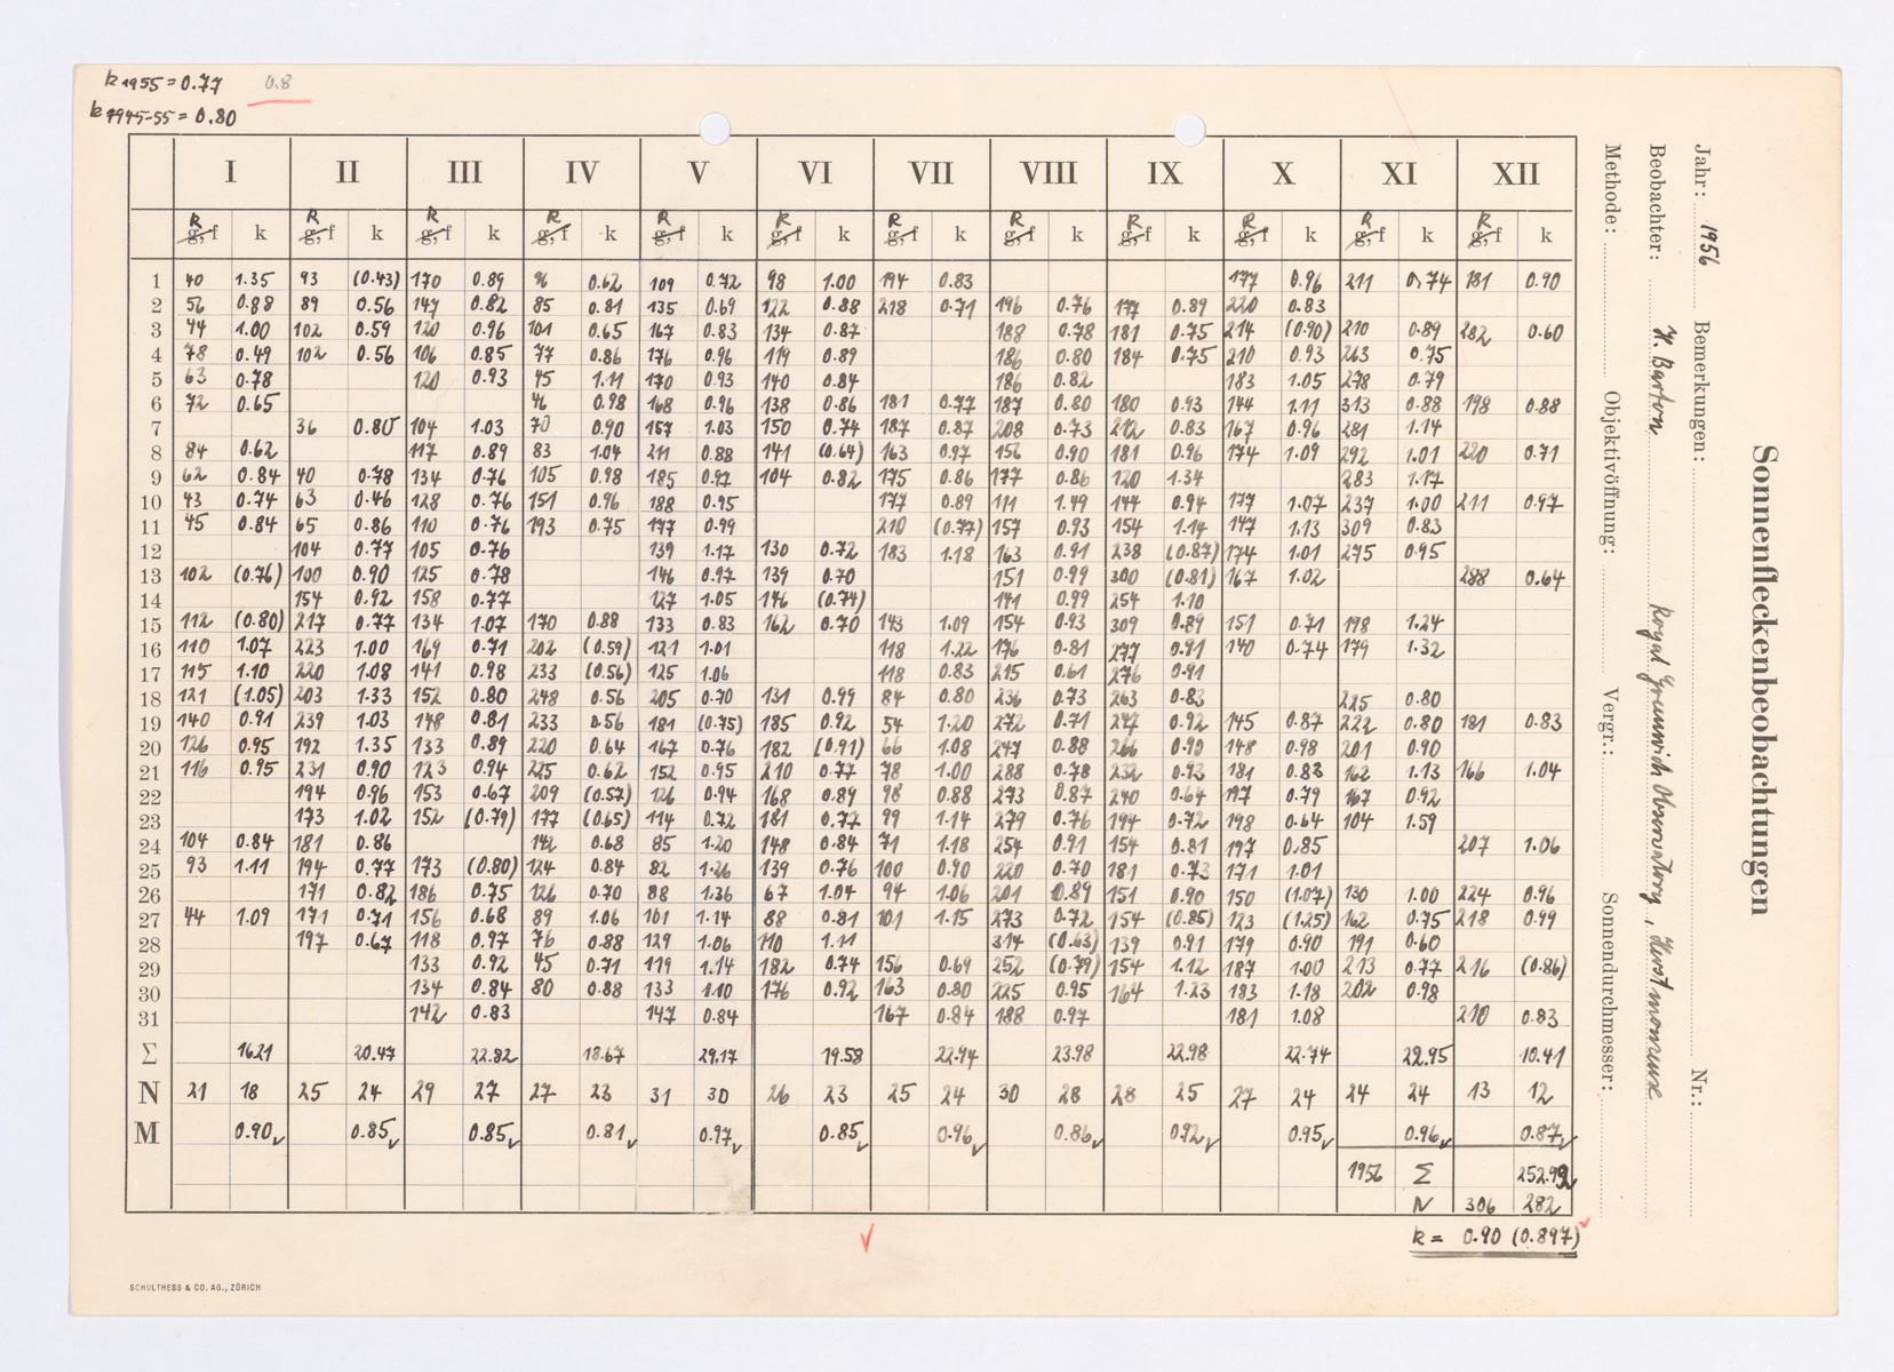 k 1955 = 0.77 0.8
k 1945-55 = 0.80
I II III IV V VI VII VIII IX X XI XII
R R R R R R R R R R R R
g, f k g, f k g, f k g, f k g, f k g, f k g, f k g, f k g, f k g, f k g, f k g, f k
1 40 1.35 93 (0.43) 170 0.89 96 0.62 109 0.72 98 1.00 194 0.83 177 0.96 211 0.74 181 0.90
2 56 0.88 89 0.56 147 0.82 85 0.81 135 0.69 122 0.88 218 0.71 196 0.76 177 0.89 220 0.83
3 44 1.00 102 0.59 120 0.96 101 0.65 167 0.83 134 0.87 188 0.78 181 0.75 214 (0.90) 210 0.89 282 0.60
4 78 0.49 102 0.56 106 0.85 77 0.86 176 0.96 119 0.89 186 0.80 184 0.75 210 0.93 263 0.75
5 63 0.78 120 0.93 45 1.11 170 0.93 140 0.84 186 0.82 183 1.05 278 0.79
6 72 0.65 46 0.98 168 0.96 138 0.86 181 0.77 187 0.80 180 0.93 144 1.11 313 0.88 198 0.88
7 36 0.80 104 1.03 70 0.90 157 1.03 150 0.74 187 0.87 208 0.73 212 0.83 167 0.96 281 1.14
8 84 0.62 117 0.89 83 1.04 211 0.88 141 (0.64) 163 0.97 156 0.90 181 0.96 174 1.09 292 1.01 220 0.71
9 62 0.84 40 0.78 134 0.76 105 0.98 185 0.97 104 0.82 175 0.86 177 0.86 120 1.34 283 1.17
10 43 0.74 63 0.46 128 0.76 151 0.96 188 0.95 177 0.89 111 1.49 144 0.94 177 1.07 237 1.00 211 0.97
11 45 0.84 65 0.86 110 0.76 193 0.75 177 0.99 210 (0.77) 157 0.93 154 1.14 147 1.13 309 0.83
12 104 0.77 105 0.76 139 1.17 130 0.72 183 1.18 163 0.91 238 (0.87) 174 1.01 275 0.95
13 102 (0.76) 100 0.90 125 0.78 146 0.97 139 0.70 151 0.99 300 (0.81) 167 1.02 288 0.64
14 154 0.92 158 0.77 127 1.05 146 (0.74) 141 0.99 254 1.10
15 112 (0.80) 217 0.77 134 1.07 170 0.88 133 0.83 162 0.70 143 1.09 154 0.93 309 0.89 151 0.71 198 1.24
16 110 1.07 223 1.00 169 0.71 202 (0.59) 121 1.01 118 1.22 176 0.81 277 0.91 140 0.74 179 1.32
17 115 1.10 220 1.08 141 0.98 233 (0.56) 125 1.06 118 0.83 215 0.61 276 0.91
18 121 (1.05) 203 1.33 152 0.80 248 0.56 205 0.70 131 0.99 84 0.80 236 0.73 263 0.83 225 0.80
19 140 0.91 239 1.03 148 0.81 233 0.56 181 (0.75) 185 0.92 54 1.20 272 0.71 247 0.92 145 0.87 222 0.80 181 0.83
20 126 0.95 192 1.35 133 0.89 220 0.64 167 0.76 182 (0.91) 66 1.08 247 0.88 266 0.90 148 0.98 201 0.90
21 116 0.95 231 0.90 123 0.94 225 0.62 152 0.95 210 0.77 78 1.00 288 0.78 232 0.93 181 0.83 162 1.13 166 1.04
22 194 0.96 153 0.67 209 (0.57) 126 0.94 168 0.89 98 0.88 273 0.87 240 0.64 197 0.79 167 0.92
23 173 1.02 152 (0.79) 177 (0.65) 114 0.72 181 0.77 99 1.14 279 0.76 194 0.72 198 0.64 104 1.59
24 104 0.84 181 0.86 142 0.68 85 1.20 148 0.84 71 1.18 254 0.91 154 0.81 197 0.85 207 1.06
25 93 1.11 194 0.77 173 (0.80) 124 0.84 82 1.26 139 0.76 100 0.90 220 0.70 181 0.73 171 1.01
26 171 0.82 186 0.75 126 0.70 88 1.36 67 1.04 94 1.06 201 0.89 151 0.90 150 (1.07) 130 1.00 224 0.96
27 44 1.09 171 0.71 156 0.68 89 1.06 101 1.14 88 0.81 101 1.15 273 0.72 154 (0.85) 123 (1.25) 162 0.75 218 0.99
28 197 0.67 118 0.97 76 0.88 129 1.06 110 1.11 314 (0.63) 139 0.91 179 0.90 191 0.60
29 133 0.92 45 0.71 119 1.14 182 0.74 156 0.69 252 (0.79) 154 1.12 187 1.00 213 0.77 216 (0.86)
30 134 0.84 80 0.88 133 1.10 176 0.92 163 0.80 225 0.95 164 1.23 183 1.18 202 0.98
31 142 0.83 147 0.84 167 0.84 188 0.97 181 1.08 210 0.83
Σ 16.21 20.47 22.82 18.67 29.17 19.58 22.94 23.98 22.98 22.74 22.95 10.41
N 21 18 25 24 29 27 27 23 31 30 26 23 25 24 30 28 28 25 27 24 24 24 13 12
M 0.90 0.85 0.85 0.81 0.97 0.85 0.96 0.86 0.92 0.95 0.96 0.87
1956 Σ 252.92
N 306 282
k = 0.90 (0.897)
SCHULTHESS & CO. AG., ZÜRICH
Sonnenfleckenbeobachtungen
Jahr: 1956 Bemerkungen: Nr.:
Beobachter: H. Barton Royal Greenwich Observatory, Herstmonceux
Methode: Objektivöffnung: Vergr.: Sonnendurchmesser: